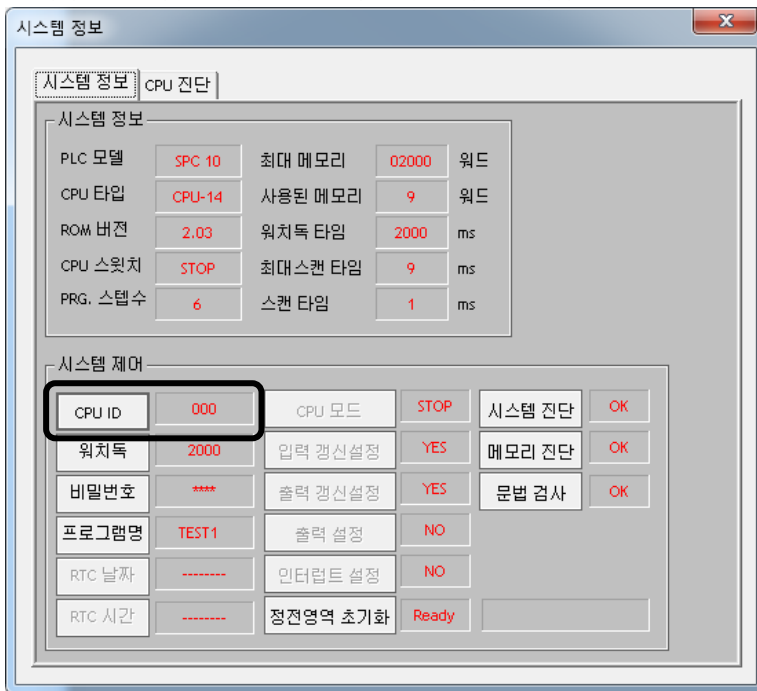 시스템 정보
시스템 정보 CPU 진단
시스템 정보
PLC 모델 SPC 10 최대 메모리 02000 워드
CPU 타입 CPU-14 사용된 메모리 9 워드
ROM 버전 2.03 워치독 타임 2000 ms
CPU 스윗치 STOP 최대스캔 타임 9 ms
PRG. 스텝수 6 스캔 타임 1 ms
시스템 제어
CPU ID 000 CPU 모드 STOP 시스템 진단 OK
워치독 2000 입력 갱신설정 YES 메모리 진단 OK
비밀번호 **** 출력 갱신설정 YES 문법 검사 OK
프로그램명 TEST1 출력 설정 NO
RTC 날짜 -------- 인터럽트 설정 NO
RTC 시간 -------- 정전영역 초기화 Ready